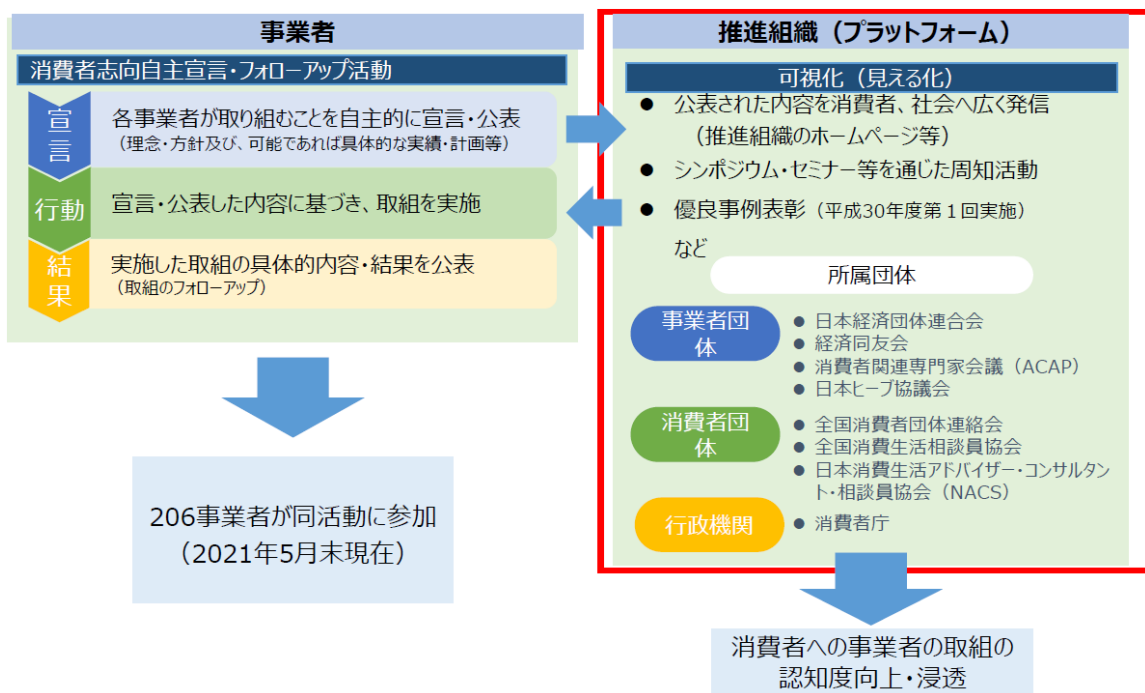 事業者
消費者志向自主宣言・フォローアップ活動
宣言
各事業者が取り組むことを自主的に宣言・公表
（理念・方針及び、可能であれば具体的な実績・計画等）
行動
宣言・公表した内容に基づき、取組を実施
結果
実施した取組の具体的内容・結果を公表
（取組のフォローアップ）
206事業者が同活動に参加
（2021年5月末現在）
推進組織（プラットフォーム）
可視化（見える化）
● 公表された内容を消費者、社会へ広く発信
（推進組織のホームページ等）
● シンポジウム・セミナー等を通じた周知活動
● 優良事例表彰（平成30年度第１回実施）
など
所属団体
事業者団
体
● 日本経済団体連合会
● 経済同友会
● 消費者関連専門家会議（ACAP）
● 日本ヒーブ協議会
消費者団
体
● 全国消費者団体連絡会
● 全国消費生活相談員協会
● 日本消費生活アドバイザー・コンサルタン
ト・相談員協会（NACS）
行政機関
● 消費者庁
消費者への事業者の取組の
認知度向上・浸透